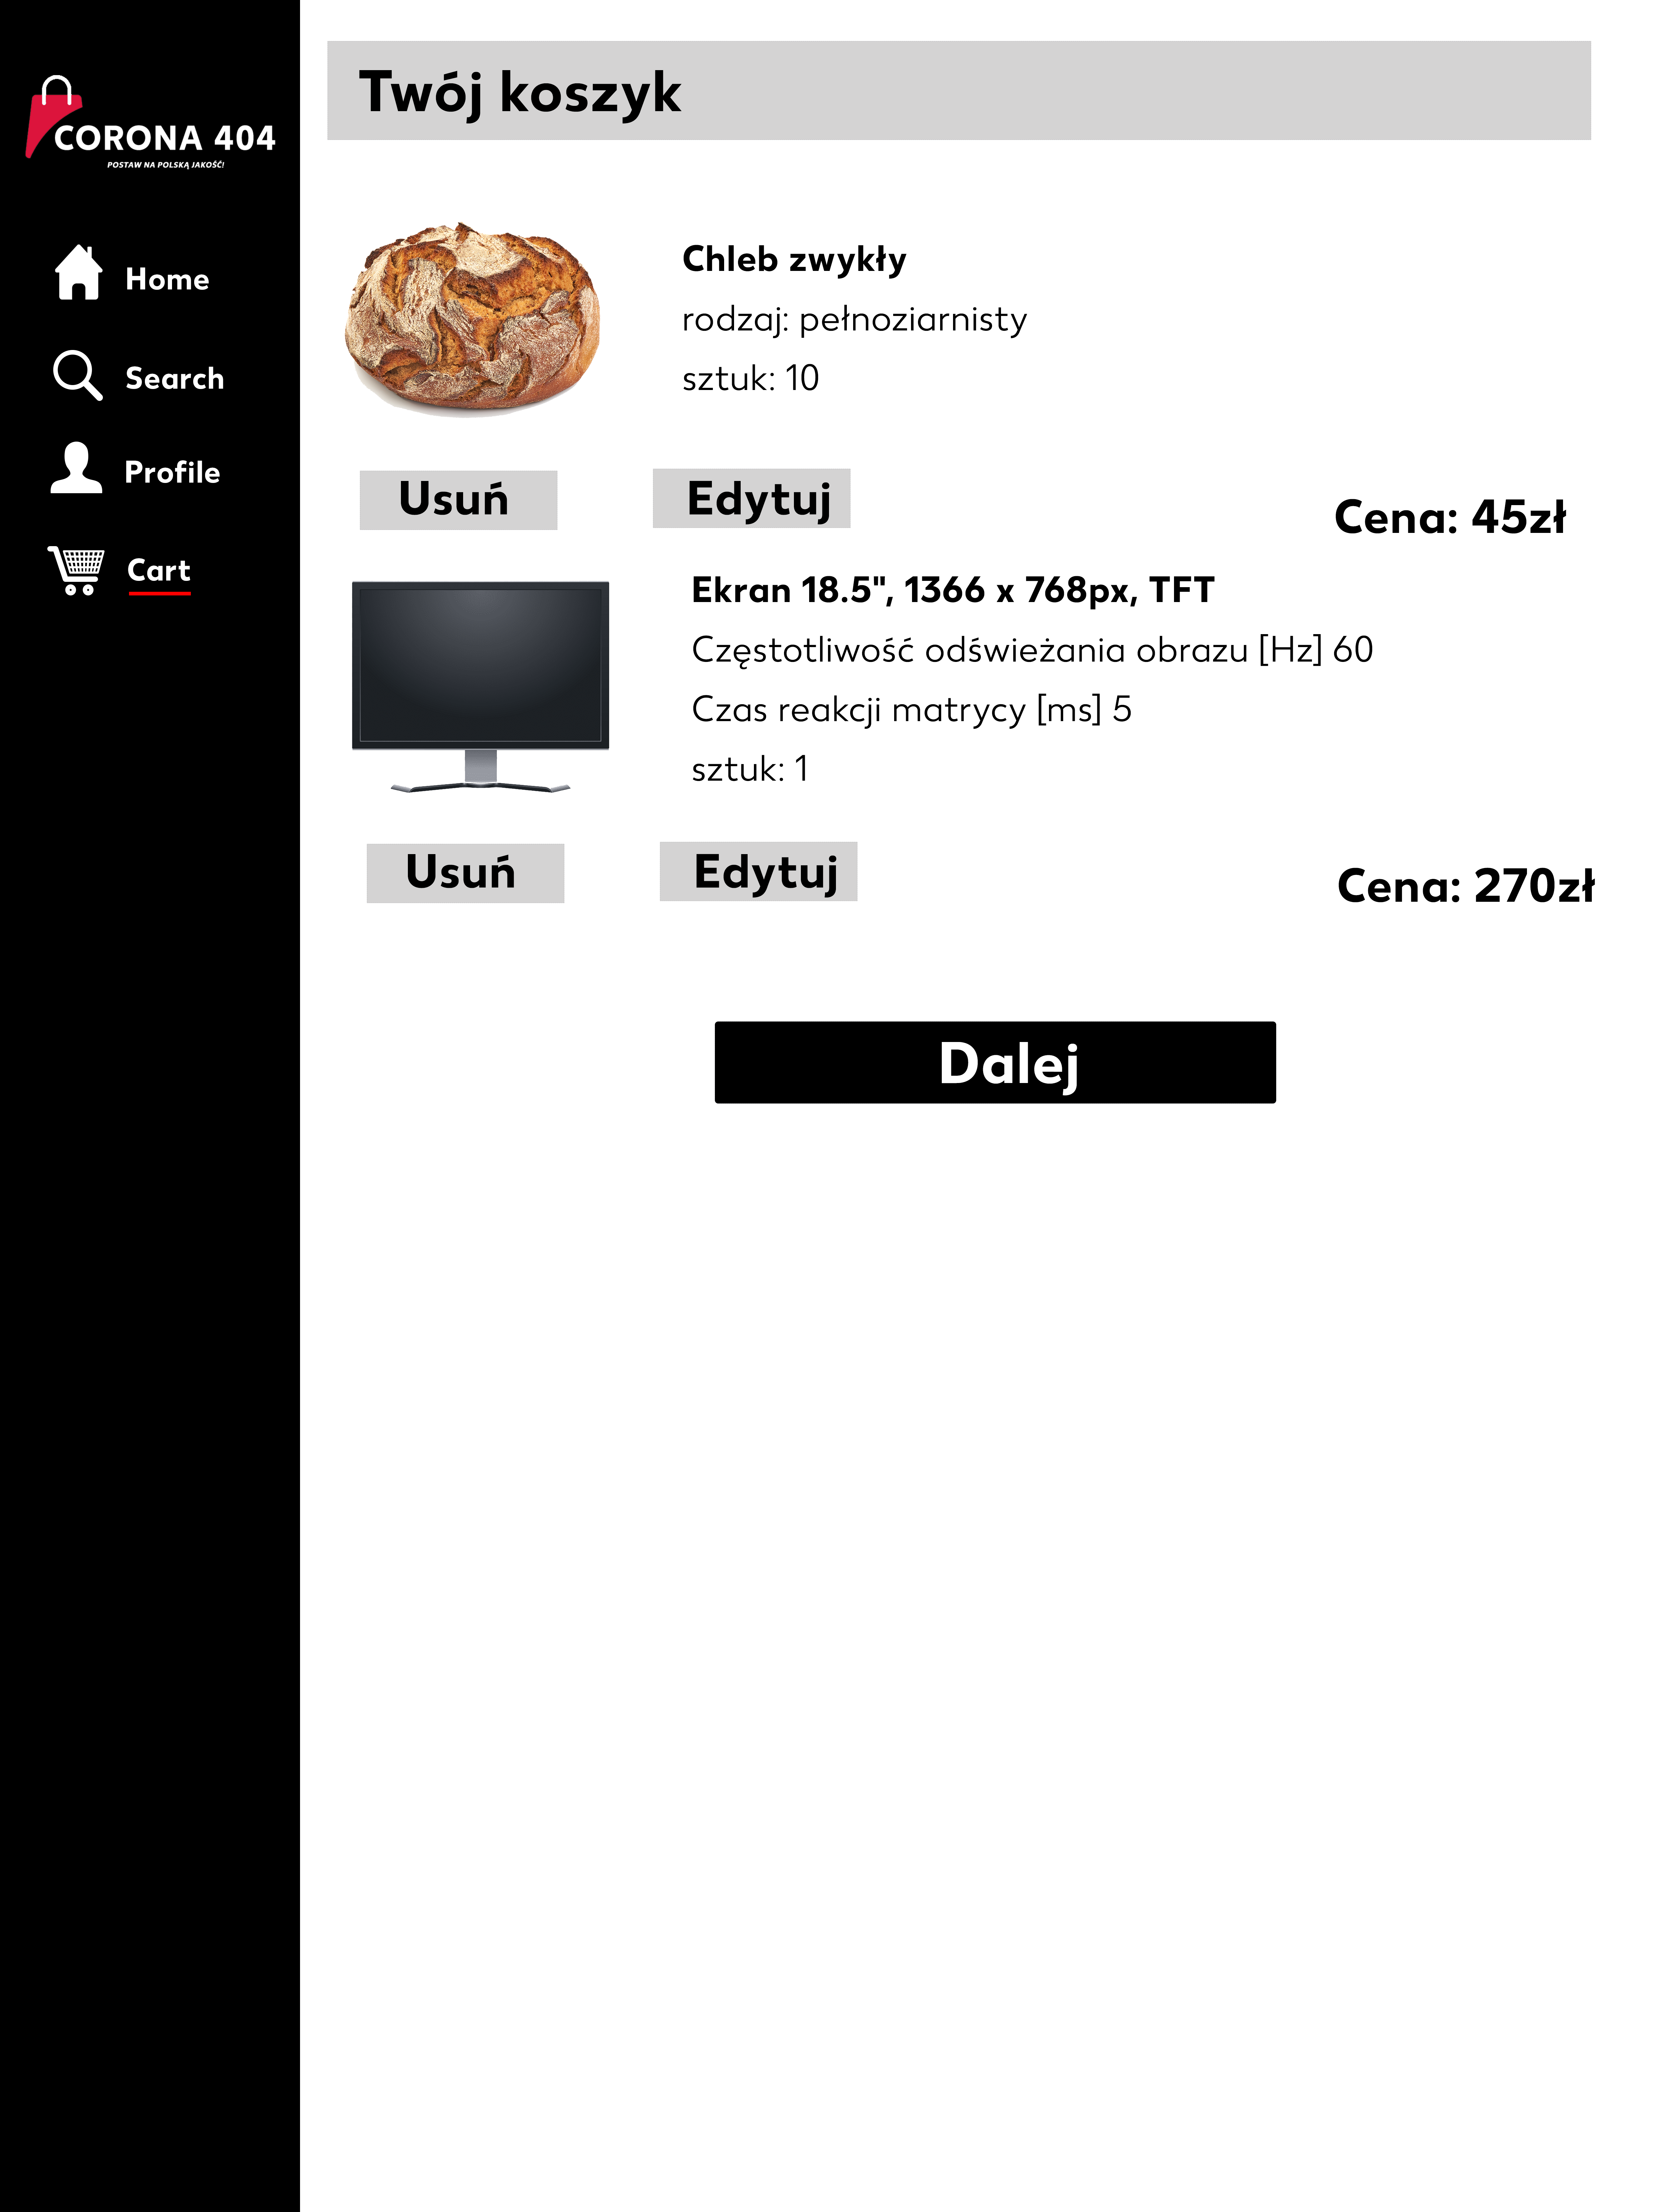 CORONA 404
POSTAW NA POLSKĄ JAKOŚĆ!
Home
Search
Profile
Cart
Twój koszyk
Chleb zwykły
rodzaj: pełnoziarnisty
sztuk: 10
Usuń
Edytuj
Cena: 45zł
Ekran 18.5", 1366 x 768px, TFT
Częstotliwość odświeżania obrazu [Hz] 60
Czas reakcji matrycy [ms] 5
sztuk: 1
Usuń
Edytuj
Cena: 270zł
Dalej